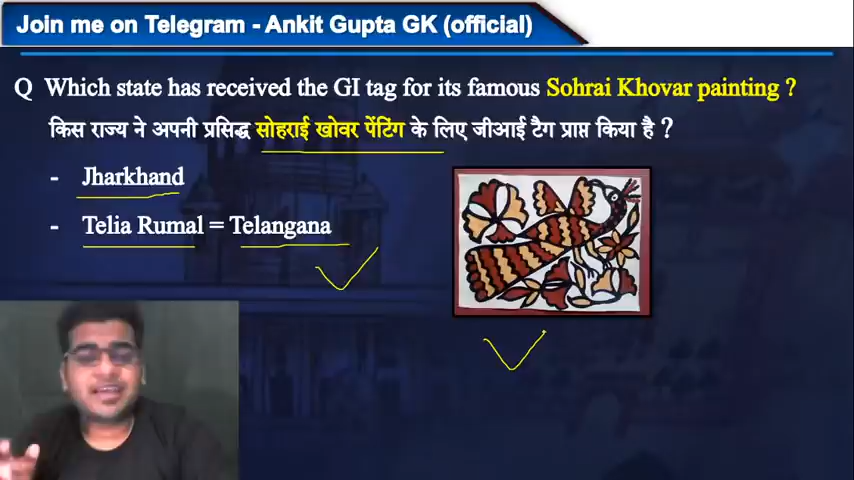 Join me on Telegram - Ankit Gupta GK (official)
Q Which state has received the GI tag for its famous Sohrai Khovar painting ?
किस राज्य ने अपनी प्रसिद्ध सोहराई खोवर पेंटिंग के लिए जीआई टैग प्राप्त किया है ?
- Jharkhand
- Telia Rumal = Telangana